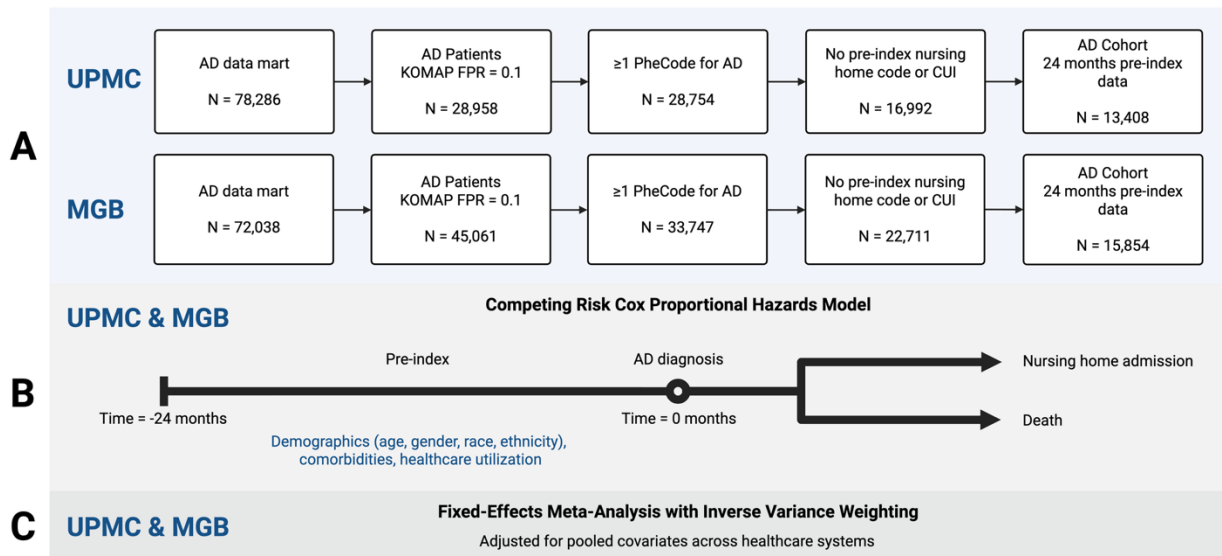 A
UPMC
AD data mart
N = 78,286
AD Patients
KOMAP FPR = 0.1
N = 28,958
≥1 PheCode for AD
N = 28,754
No pre-index nursing
home code or CUI
N = 16,992
AD Cohort
24 months pre-index
data
N = 13,408
MGB
AD data mart
N = 72,038
AD Patients
KOMAP FPR = 0.1
N = 45,061
≥1 PheCode for AD
N = 33,747
No pre-index nursing
home code or CUI
N = 22,711
AD Cohort
24 months pre-index
data
N = 15,854
B
UPMC & MGB
Competing Risk Cox Proportional Hazards Model
Pre-index
AD diagnosis
Nursing home admission
Time = -24 months
Time = 0 months
Death
Demographics (age, gender, race, ethnicity),
comorbidities, healthcare utilization
C
UPMC & MGB
Fixed-Effects Meta-Analysis with Inverse Variance Weighting
Adjusted for pooled covariates across healthcare systems